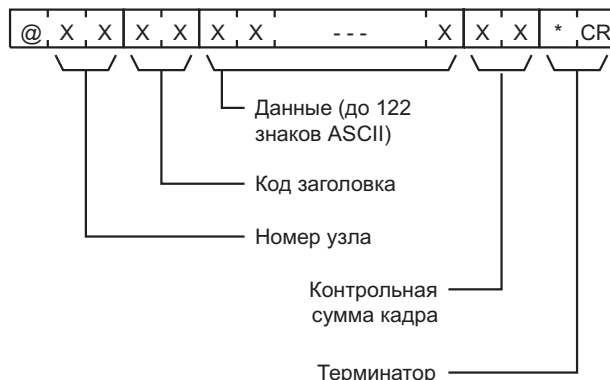 @ X X X X X X - - - X X X * CR
Данные (до 122
знаков ASCII)
Код заголовка
Номер узла
Контрольная
сумма кадра
Терминатор